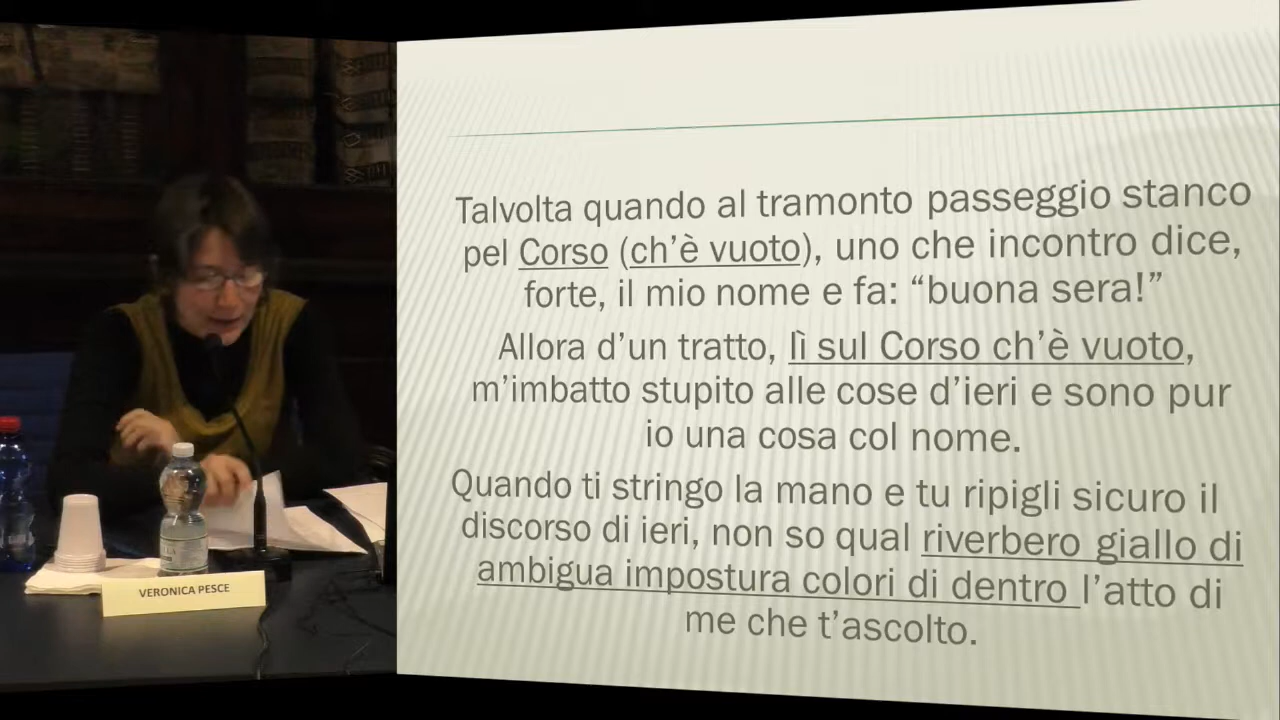 Talvolta quando al tramonto passeggio stanco
pel Corso (ch'è vuoto), uno che incontro dice,
forte, il mio nome e fa: “buona sera!”
Allora d'un tratto, lì sul Corso ch'è vuoto,
m'imbatto stupito alle cose d'ieri e sono pur
io una cosa col nome.
Quando ti stringo la mano e tu ripigli sicuro il
discorso di ieri, non so qual riverbero giallo di
ambigua impostura colori di dentro l'atto di
me che t'ascolto.
VERONICA PESCE